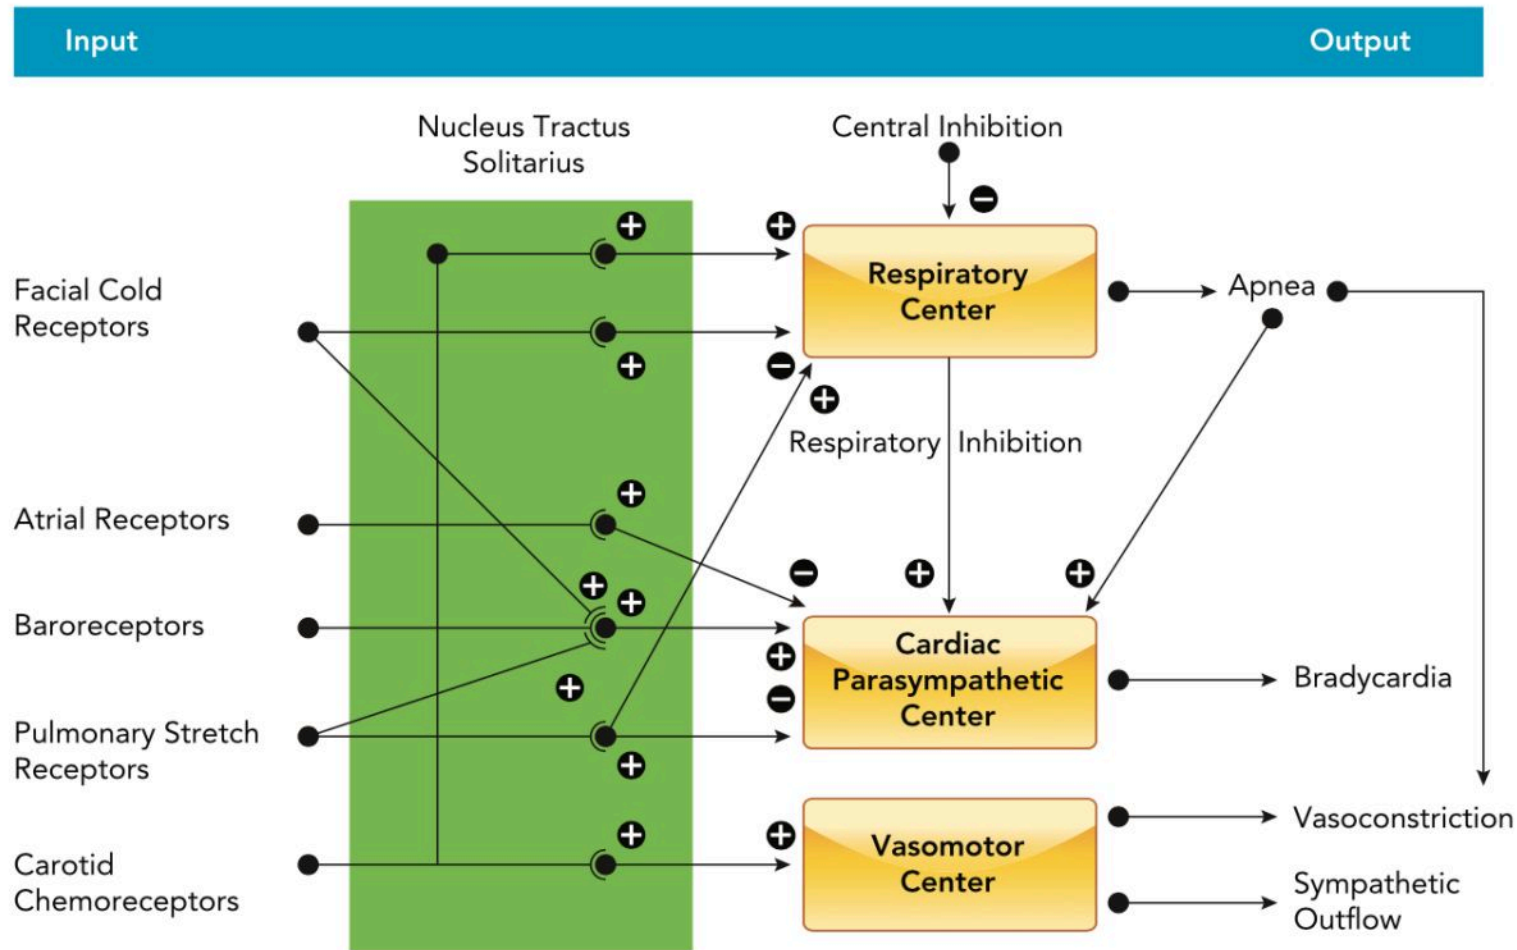 Input
Output
Nucleus Tractus
Solitarius
Central Inhibition
+
+
−
Respiratory
Center
Apnea
Facial Cold
Receptors
+
−
+
Respiratory Inhibition
Atrial Receptors
+
−
+
+
Baroreceptors
+
+
Cardiac
Parasympathetic
Center
Bradycardia
+
−
+
Pulmonary Stretch
Receptors
+
Carotid
Chemoreceptors
+
+
Vasomotor
Center
Vasoconstriction
Sympathetic
Outflow